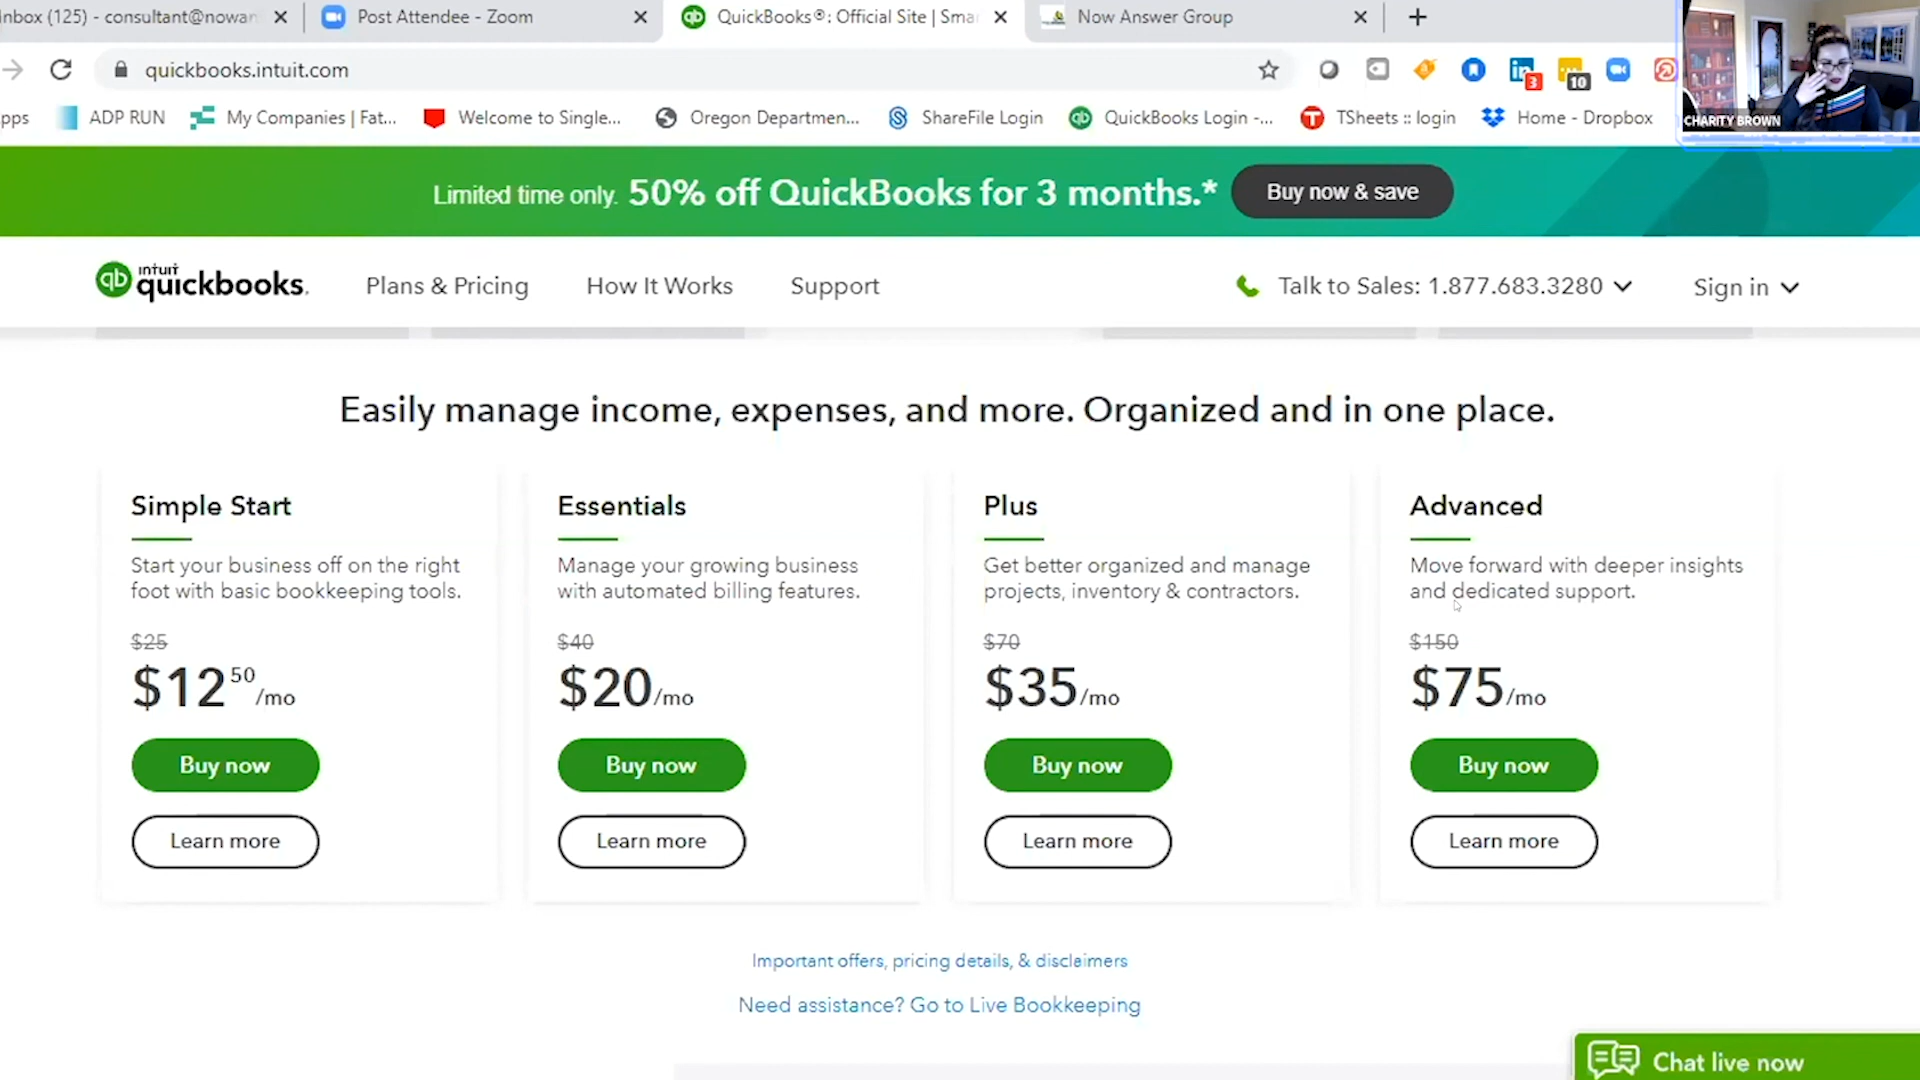 nbox (125) - consultant@nowan
Post Attendee - Zoom
QuickBooks®: Official Site | Sma
Now Answer Group
quickbooks.intuit.com
3
10
CHARITY BROWN
pps
ADP RUN
My Companies | Fat...
Welcome to Single...
Oregon Departmen...
ShareFile Login
QuickBooks Login -...
TSheets :: login
Home - Dropbox
Limited time only. 50% off QuickBooks for 3 months.*
Buy now & save
intuit
quickbooks.
Plans & Pricing
How It Works
Support
Talk to Sales: 1.877.683.3280
Sign in
Easily manage income, expenses, and more. Organized and in one place.
Simple Start
Start your business off on the right
foot with basic bookkeeping tools.
$25
$12 50 /mo
Buy now
Learn more
Essentials
Manage your growing business
with automated billing features.
$40
$20/mo
Buy now
Learn more
Plus
Get better organized and manage
projects, inventory & contractors.
$70
$35/mo
Buy now
Learn more
Advanced
Move forward with deeper insights
and dedicated support.
$150
$75/mo
Buy now
Learn more
Important offers, pricing details, & disclaimers
Need assistance? Go to Live Bookkeeping
Chat live now